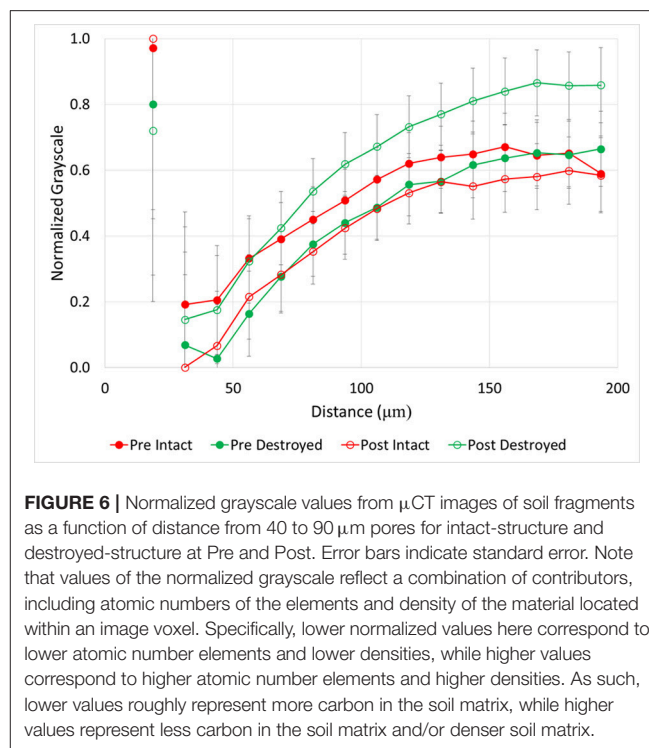 1.0
0.8
0.6
0.4
0.2
0.0
Normalized Grayscale
0
50
100
150
200
Distance (μm)
Pre Intact
Pre Destroyed
Post Intact
Post Destroyed
FIGURE 6 | Normalized grayscale values from μCT images of soil fragments
as a function of distance from 40 to 90 μm pores for intact-structure and
destroyed-structure at Pre and Post. Error bars indicate standard error. Note
that values of the normalized grayscale reflect a combination of contributors,
including atomic numbers of the elements and density of the material located
within an image voxel. Specifically, lower normalized values here correspond to
lower atomic number elements and lower densities, while higher values
correspond to higher atomic number elements and higher densities. As such,
lower values roughly represent more carbon in the soil matrix, while higher
values represent less carbon in the soil matrix and/or denser soil matrix.